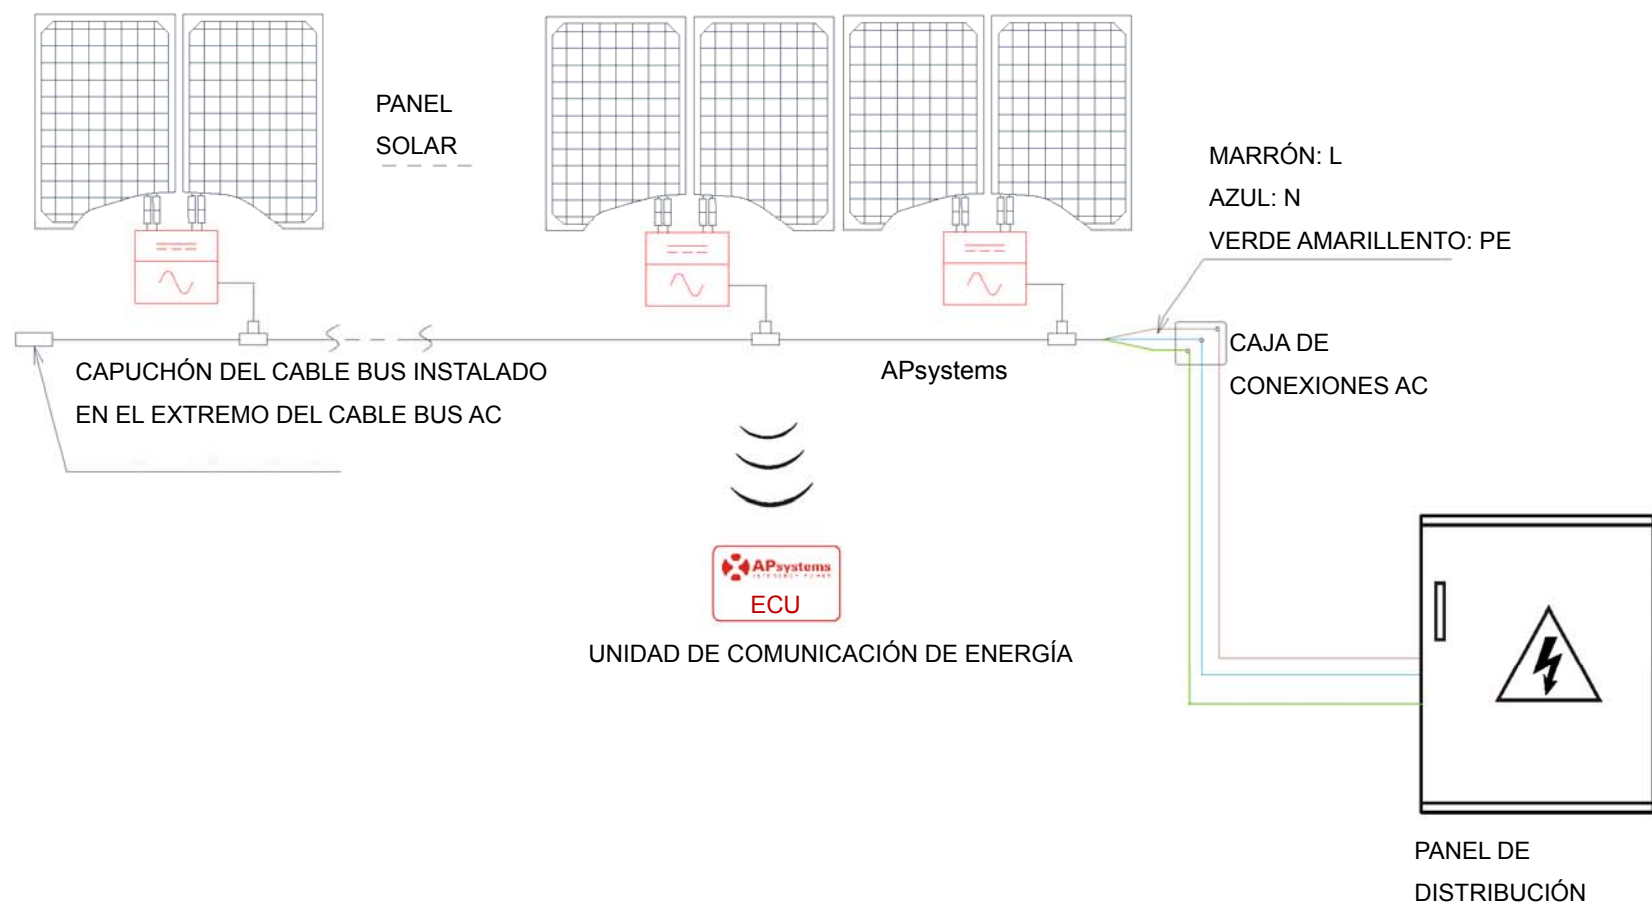 PANEL
SOLAR
MARRÓN: L
AZUL: N
VERDE AMARILLENTO: PE
CAJA DE
CONEXIONES AC
CAPUCHÓN DEL CABLE BUS INSTALADO
EN EL EXTREMO DEL CABLE BUS AC
APsystems
APsystems
ECU
UNIDAD DE COMUNICACIÓN DE ENERGÍA
PANEL DE
DISTRIBUCIÓN